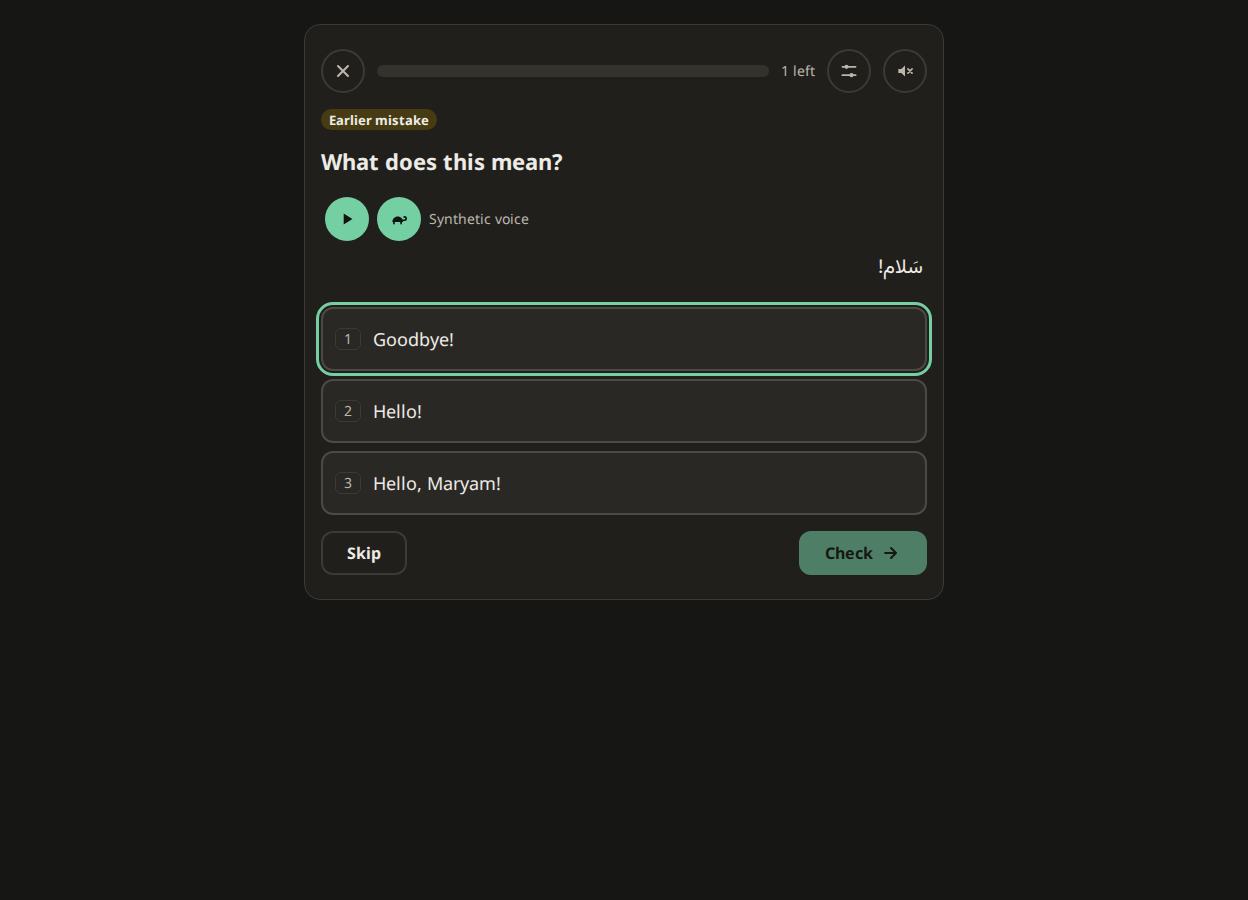 1 left
Earlier mistake
What does this mean?
Synthetic voice
سَلام!
1 Goodbye!
2 Hello!
3 Hello, Maryam!
Skip
Check